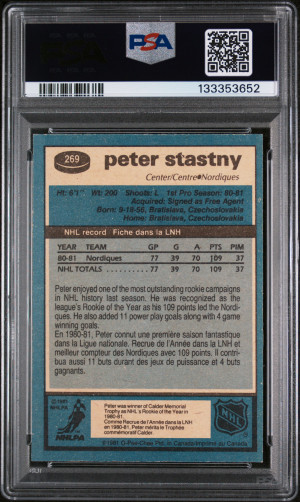 PSA
133353652
269
peter stastny
Center/Centre•Nordiques
Ht: 6'1" Wt: 200 Shoots: L 1st Pro Season: 80-81
Acquired: Signed as Free Agent
Born: 9-18-56, Bratislava, Czechoslovakia
Home: Bratislava, Czechoslovakia
NHL record Fiche dans la LNH
YEAR TEAM GP G A PTS PIM
80-81 Nordiques 77 39 70 109 37
NHL TOTALS .......... 77 39 70 109 37
Peter enjoyed one of the most outstanding rookie campaigns
in NHL history last season. He was recognized as the
league's Rookie of the Year as his 109 points led the Nordi-
ques. He also added 11 power play goals along with 4 game
winning goals.
En 1980-81, Peter connut une première saison fantastique
dans la Ligue nationale. Recrue de l'Année dans la LNH et
meilleur compteur des Nordiques avec 109 points. Il contri-
bua aussi 11 buts durant des jeux de puissance et 4 buts
gagnants.
© 1981
NHLPA
NHLPA
Peter was winner of Calder Memorial
Trophy as NHL's Rookie of the Year in
1980-81.
Comme Recrue de l'Année dans la LNH
en 1980-81, Peter mérita le Trophée
commémoratif Calder.
NHL
©1981 O-Pee-Chee Ptd. in Canada/Imprimé au Canada